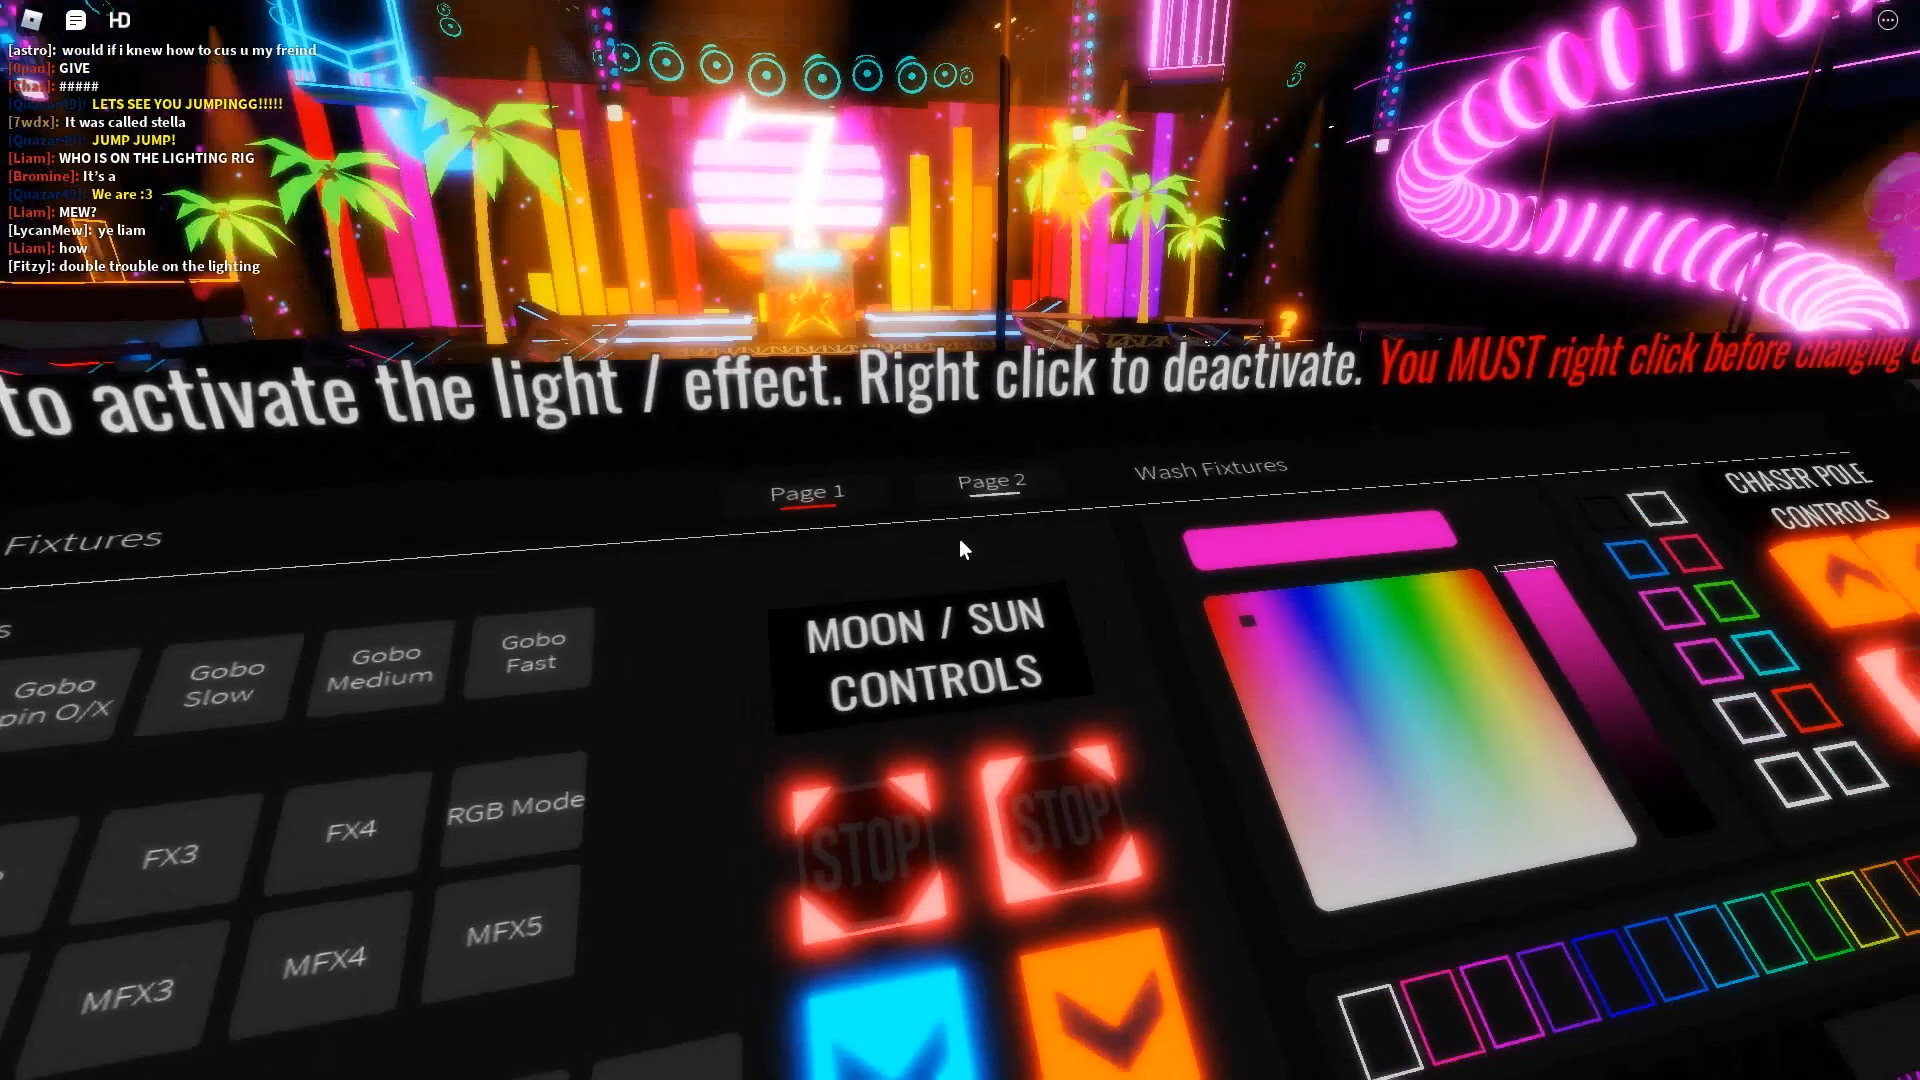 HD
[astro]: would if i knew how to cus u my freind
GIVE
#####
LETS SEE YOU JUMPINGG!!!!!
[7wdx]: It was called stella
JUMP JUMP!
[Liam]: WHO IS ON THE LIGHTING RIG
[Bromine]: It's a
We are :3
[Liam]: MEW?
[LycanMew]: ye liam
[Liam]: how
[Fitzy]: double trouble on the lighting
to activate the light / effect. Right click to deactivate. You MUST right click before changing
Page 1
Page 2
Wash Fixtures
CHASER POLE
CONTROLS
Fixtures
MOON / SUN
CONTROLS
Gobo
pin O/X
Gobo
Slow
Gobo
Medium
Gobo
Fast
STOP
STOP
FX3
FX4
RGB Mode
MFX3
MFX4
MFX5